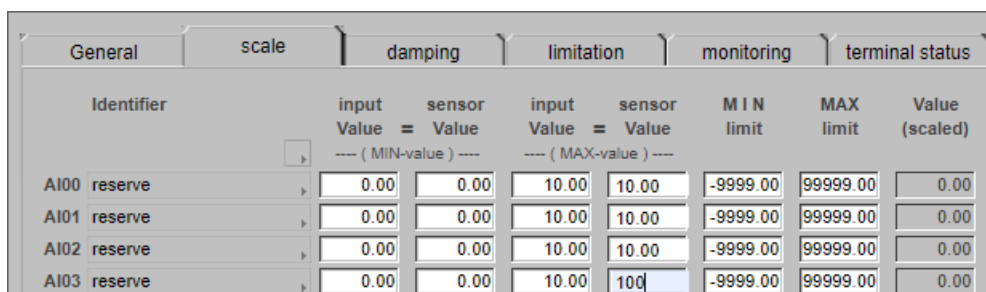 General scale damping limitation monitoring terminal status
Identifier input sensor input sensor M I N MAX Value
Value = Value Value = Value limit limit (scaled)
---- ( MIN-value ) ---- ---- ( MAX-value ) ----
AI00 reserve 0.00 0.00 10.00 10.00 -9999.00 99999.00 0.00
AI01 reserve 0.00 0.00 10.00 10.00 -9999.00 99999.00 0.00
AI02 reserve 0.00 0.00 10.00 10.00 -9999.00 99999.00 0.00
AI03 reserve 0.00 0.00 10.00 100 -9999.00 99999.00 0.00